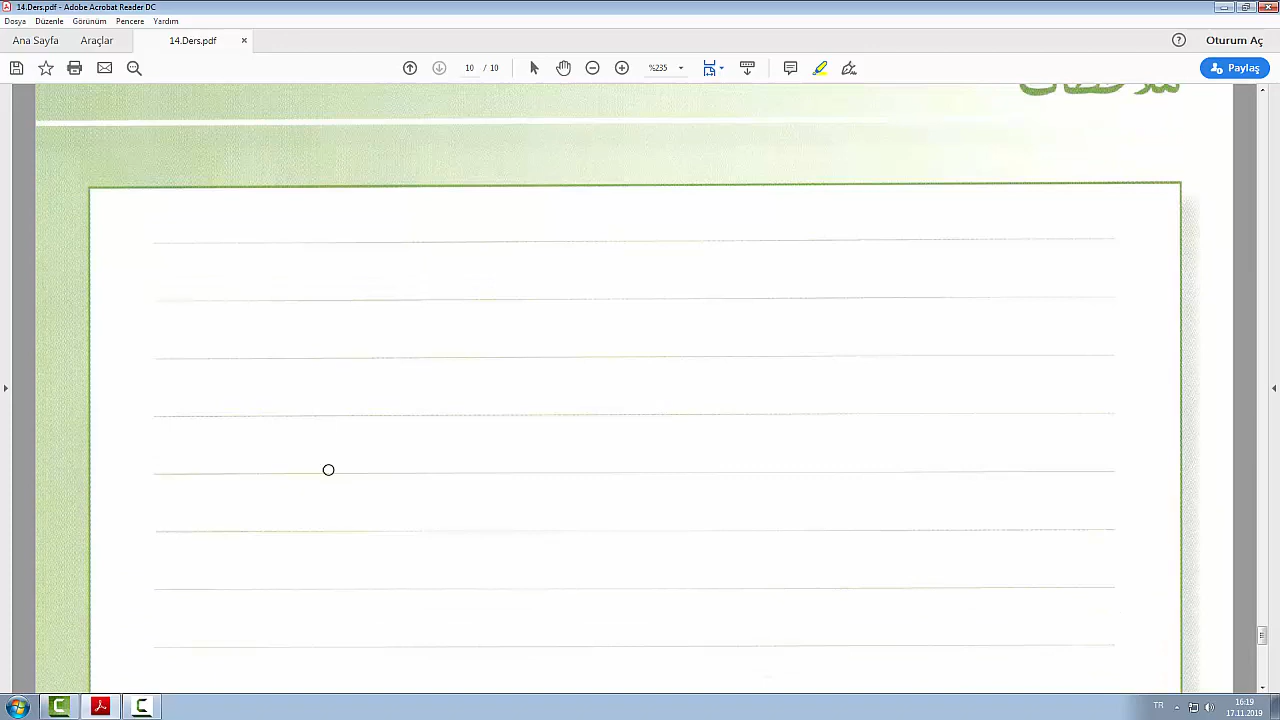 14.Ders.pdf - Adobe Acrobat Reader DC
Dosya Düzenle Görünüm Pencere Yardım
Ana Sayfa Araçlar 14.Ders.pdf × Oturum Aç
10 / 10 %235 Paylaş
TR 16:19
17.11.2019